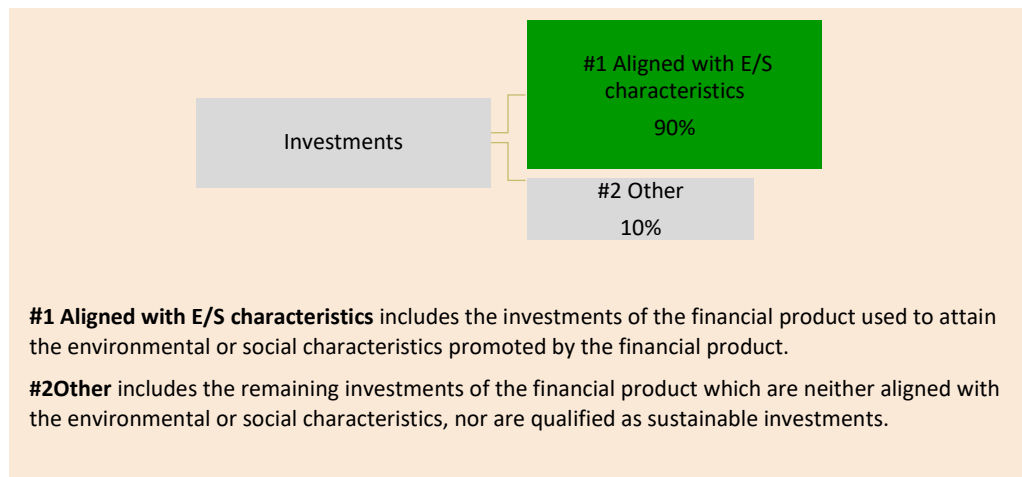 #1 Aligned with E/S
characteristics
90%
Investments
#2 Other
10%
#1 Aligned with E/S characteristics includes the investments of the financial product used to attain
the environmental or social characteristics promoted by the financial product.
#2Other includes the remaining investments of the financial product which are neither aligned with
the environmental or social characteristics, nor are qualified as sustainable investments.